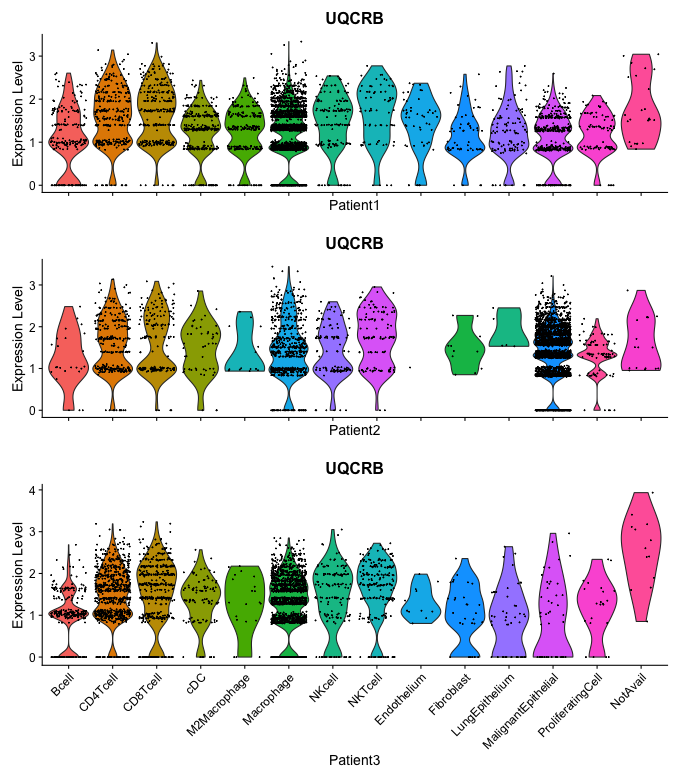 UQCRB
Expression Level
3
2
1
0
Patient1
UQCRB
Expression Level
3
2
1
0
Patient2
UQCRB
Expression Level
4
3
2
1
0
Bcell
CD4Tcell
CD8Tcell
cDC
M2Macrophage
Macrophage
NKcell
NKTcell
Endothelium
Fibroblast
LungEpithelium
MalignantEpithelial
ProliferatingCell
NotAvail
Patient3